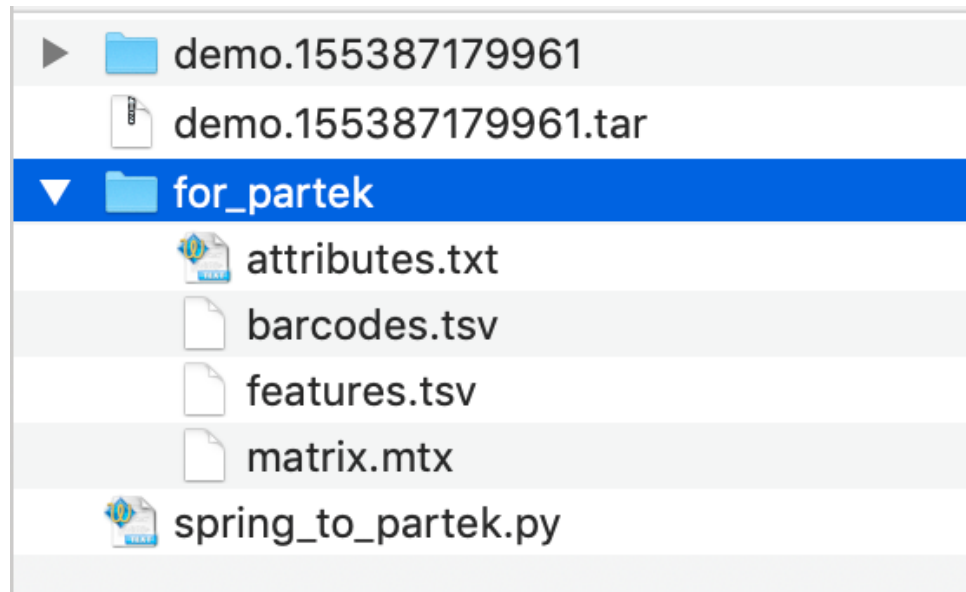 demo.155387179961
demo.155387179961.tar
for_partek
attributes.txt
barcodes.tsv
features.tsv
matrix.mtx
spring_to_partek.py